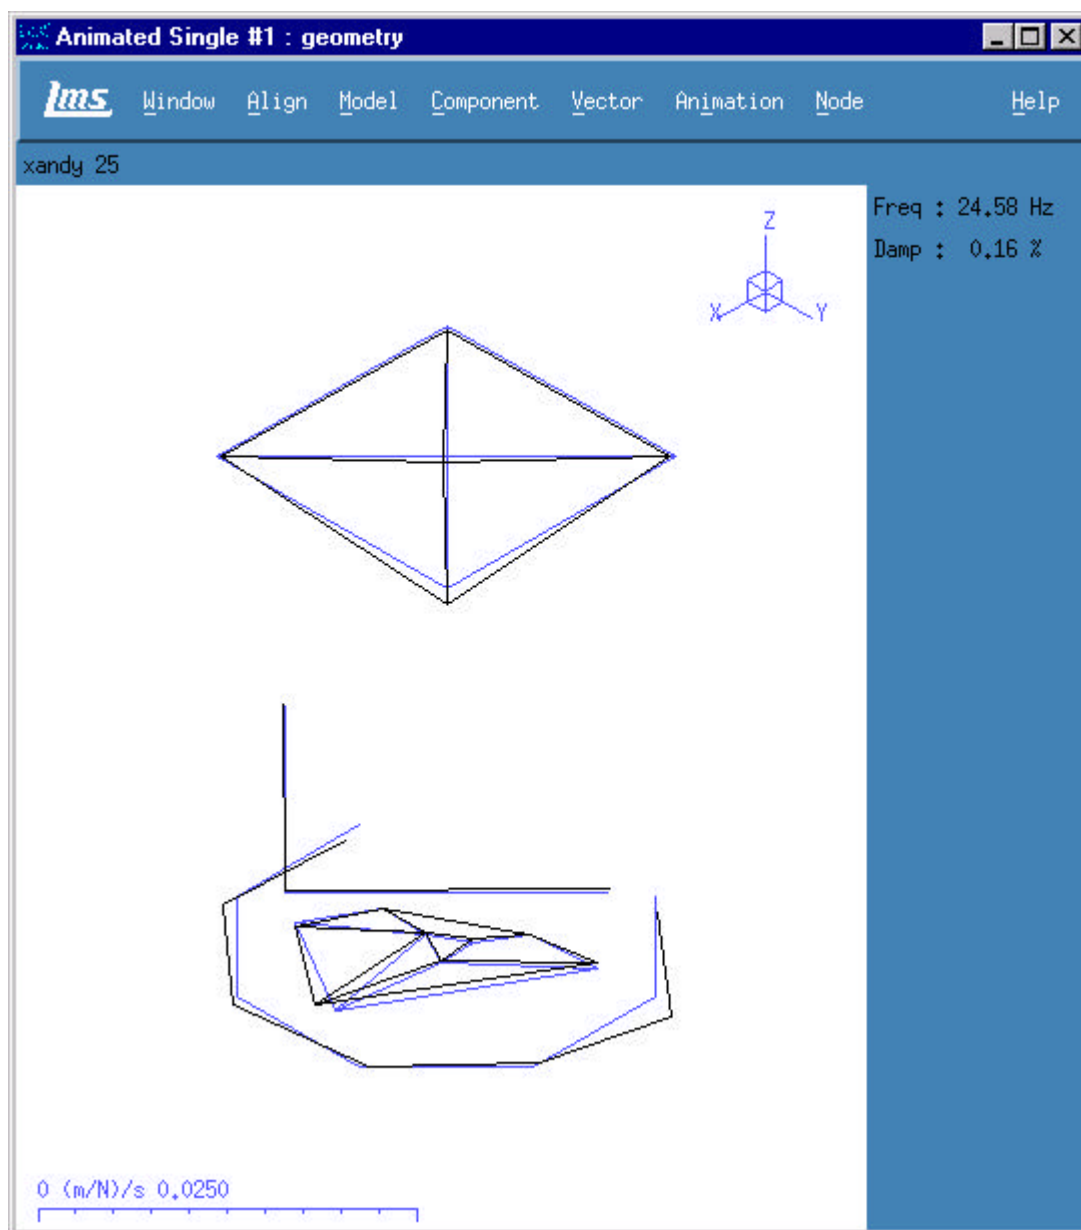 Animated Single #1 : geometry
lms Window Align Model Component Vector Animation Node Help
xandy 25
Freq : 24.58 Hz
Damp : 0.16 %
Z
X Y
0 (m/N)/s 0.0250